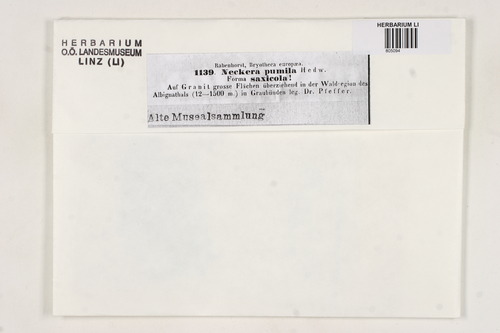 HERBARIUM
O.Ö. LANDESMUSEUM
LINZ (LI)
HERBARIUM LI
605094
Rabenhorst, Bryotheca europaea.
1139. Neckera pumila Hedw.
Forma saxicola!
Auf Granit grosse Flächen überziehend in der Waldregion des
Albignathals (12—1500 m.) in Graubünden leg. Dr. Pfeffer.
Alte Musealsammlung